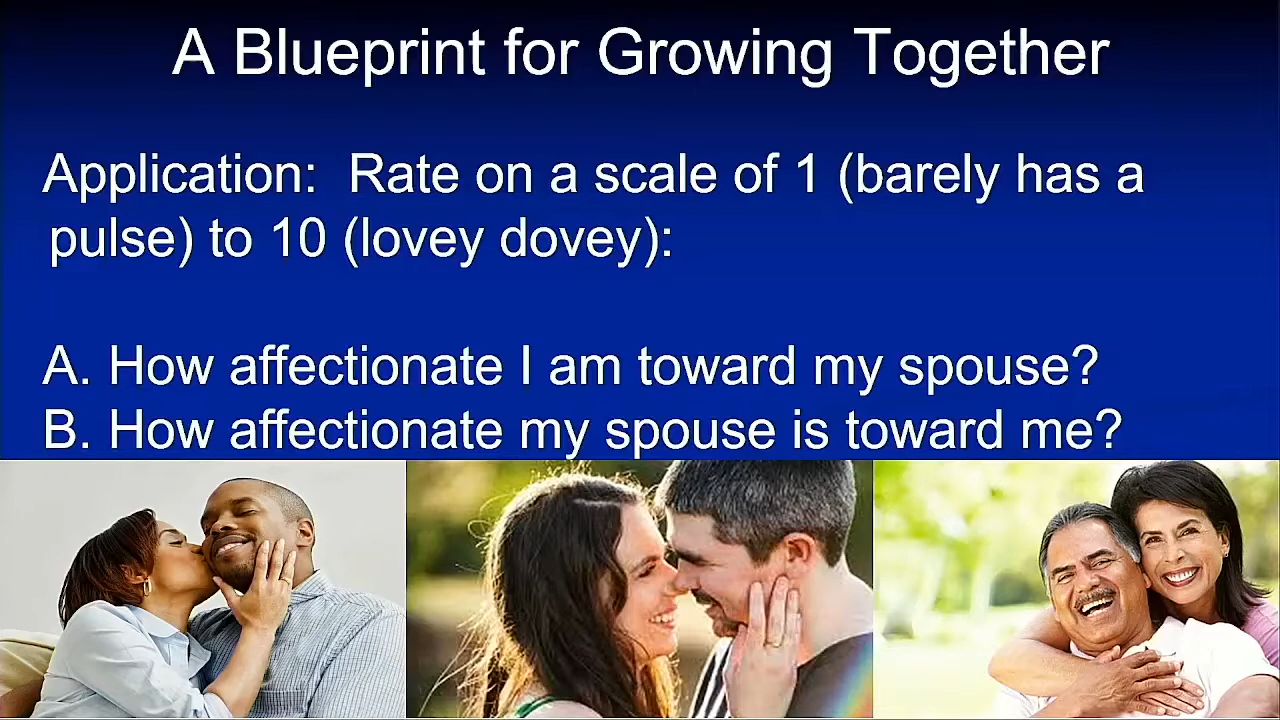 A Blueprint for Growing Together
Application: Rate on a scale of 1 (barely has a
pulse) to 10 (lovey dovey):
A. How affectionate I am toward my spouse?
B. How affectionate my spouse is toward me?